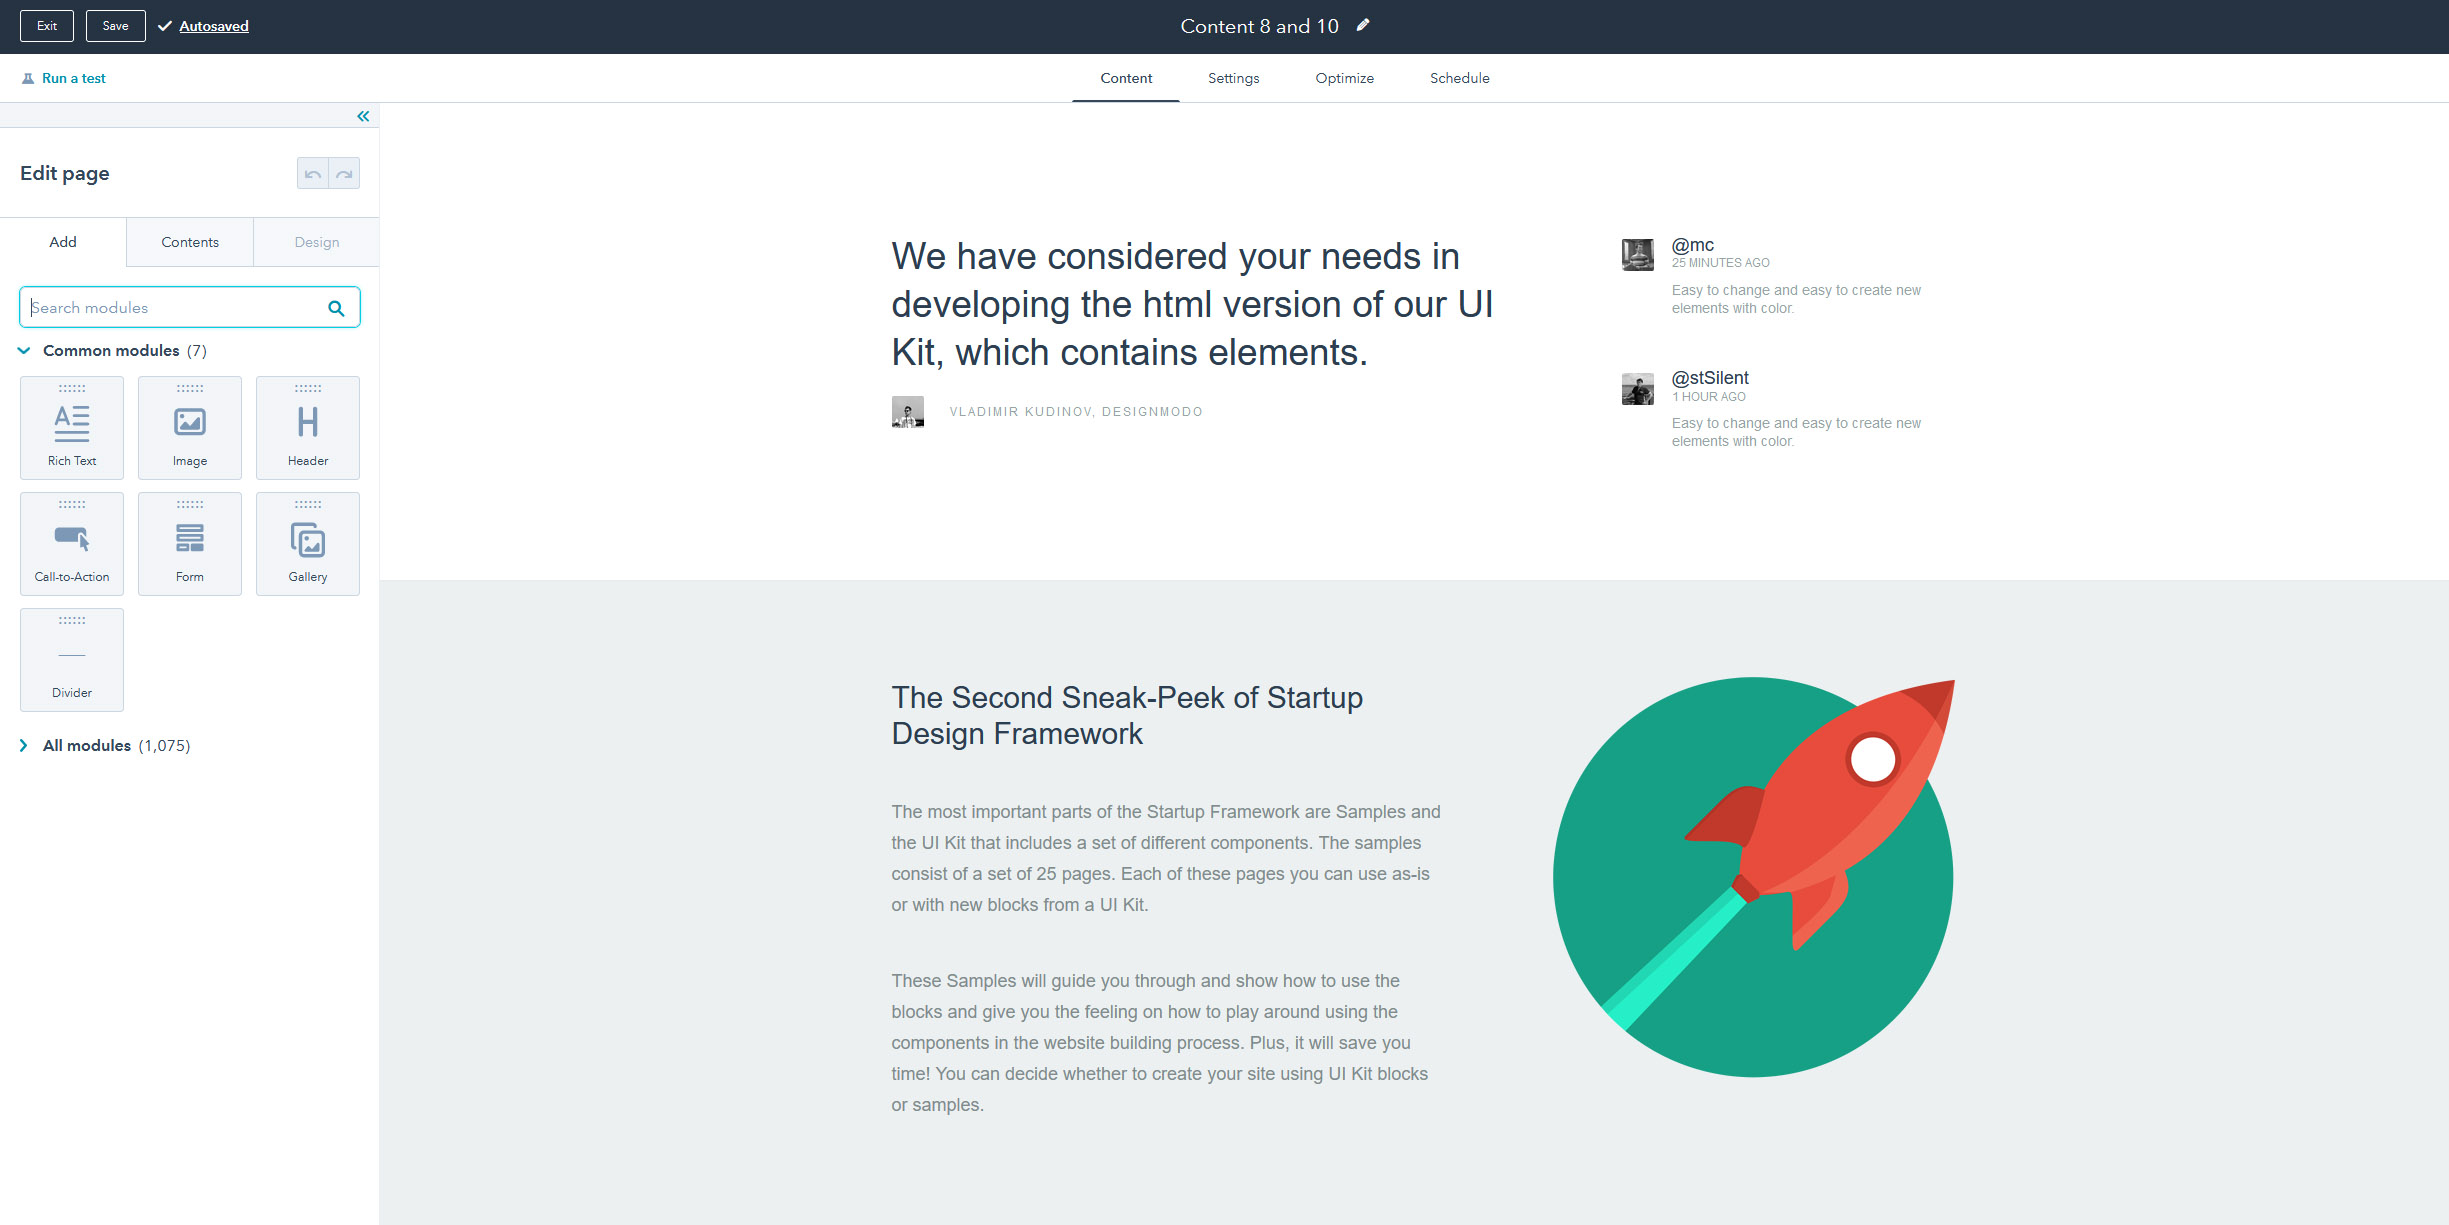 Exit
Save
Autosaved
Content 8 and 10
Run a test
Content
Settings
Optimize
Schedule
Edit page
Add
Contents
Design
Search modules
Common modules (7)
Rich Text
Image
Header
Call-to-Action
Form
Gallery
Divider
All modules (1,075)
We have considered your needs in
developing the html version of our UI
Kit, which contains elements.
VLADIMIR KUDINOV, DESIGNMODO
@mc
25 MINUTES AGO
Easy to change and easy to create new
elements with color.
@stSilent
1 HOUR AGO
Easy to change and easy to create new
elements with color.
The Second Sneak-Peek of Startup
Design Framework
The most important parts of the Startup Framework are Samples and
the UI Kit that includes a set of different components. The samples
consist of a set of 25 pages. Each of these pages you can use as-is
or with new blocks from a UI Kit.
These Samples will guide you through and show how to use the
blocks and give you the feeling on how to play around using the
components in the website building process. Plus, it will save you
time! You can decide whether to create your site using UI Kit blocks
or samples.